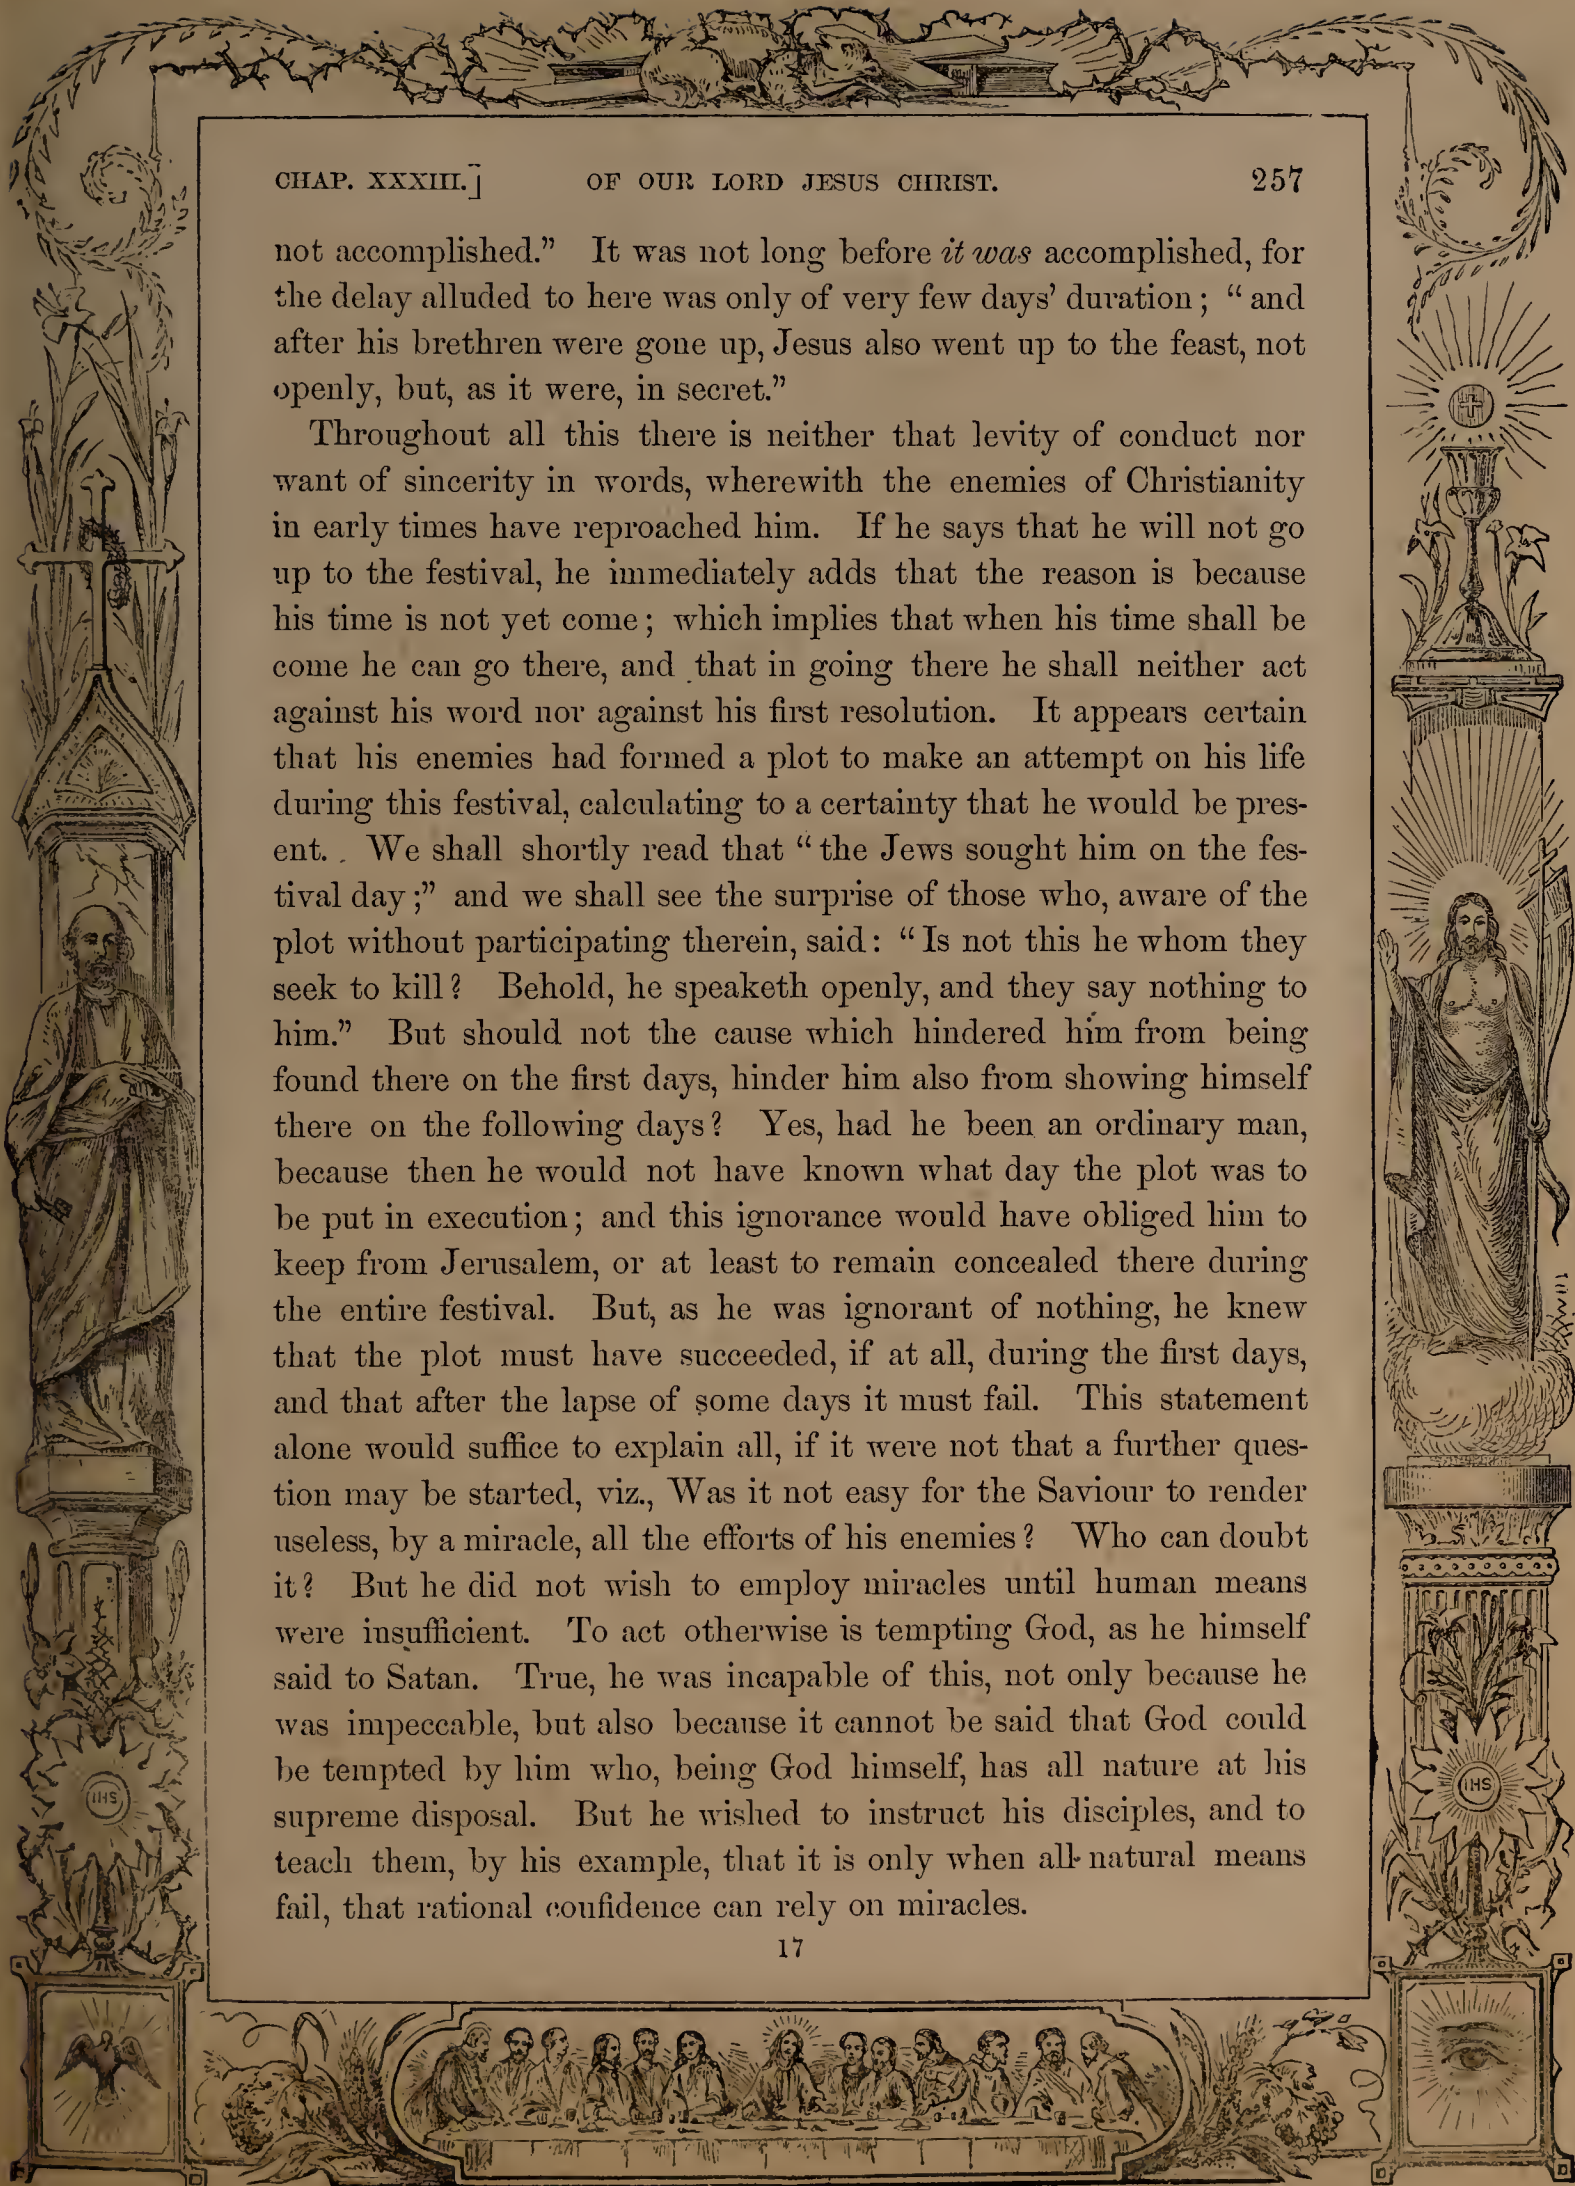 CHAP. XXXIII.] OF OUR LORD JESUS CHRIST. 257
not accomplished.” It was not long before it was accomplished, for
the delay alluded to here was only of very few days’ duration; “and
after his brethren were gone up, Jesus also went up to the feast, not
openly, but, as it were, in secret.”
Throughout all this there is neither that levity of conduct nor
want of sincerity in words, wherewith the enemies of Christianity
in early times have reproached him. If he says that he will not go
up to the festival, he immediately adds that the reason is because
his time is not yet come; which implies that when his time shall be
come he can go there, and that in going there he shall neither act
against his word nor against his first resolution. It appears certain
that his enemies had formed a plot to make an attempt on his life
during this festival, calculating to a certainty that he would be pres-
ent. We shall shortly read that “the Jews sought him on the fes-
tival day;” and we shall see the surprise of those who, aware of the
plot without participating therein, said: “Is not this he whom they
seek to kill? Behold, he speaketh openly, and they say nothing to
him.” But should not the cause which hindered him from being
found there on the first days, hinder him also from showing himself
there on the following days? Yes, had he been an ordinary man,
because then he would not have known what day the plot was to
be put in execution; and this ignorance would have obliged him to
keep from Jerusalem, or at least to remain concealed there during
the entire festival. But, as he was ignorant of nothing, he knew
that the plot must have succeeded, if at all, during the first days,
and that after the lapse of some days it must fail. This statement
alone would suffice to explain all, if it were not that a further ques-
tion may be started, viz., Was it not easy for the Saviour to render
useless, by a miracle, all the efforts of his enemies? Who can doubt
it? But he did not wish to employ miracles until human means
were insufficient. To act otherwise is tempting God, as he himself
said to Satan. True, he was incapable of this, not only because he
was impeccable, but also because it cannot be said that God could
be tempted by him who, being God himself, has all nature at his
supreme disposal. But he wished to instruct his disciples, and to
teach them, by his example, that it is only when all natural means
fail, that rational confidence can rely on miracles.
17
IHS
IHS